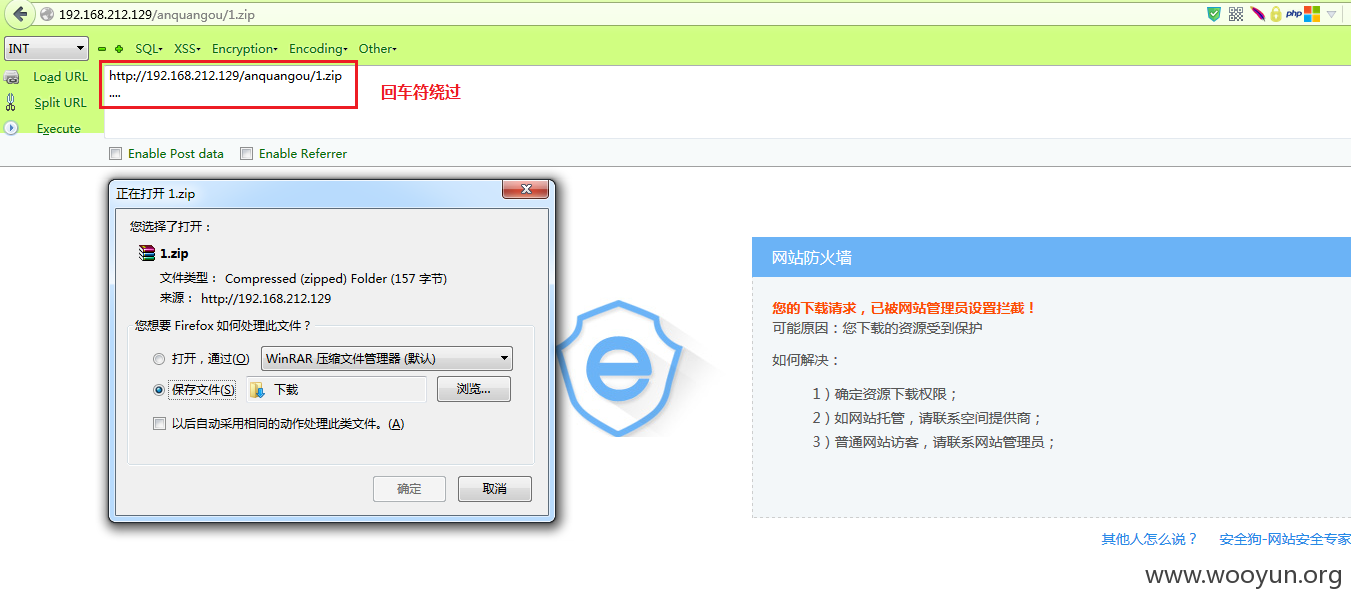 192.168.212.129/anquangou/1.zip
php
INT
SQL
XSS
Encryption
Encoding
Other
Load URL
http://192.168.212.129/anquangou/1.zip
....
回车符绕过
Split URL
Execute
Enable Post data
Enable Referrer
正在打开 1.zip
您选择了打开：
1.zip
文件类型： Compressed (zipped) Folder (157 字节)
来源： http://192.168.212.129
您想要 Firefox 如何处理此文件？
打开，通过(O)
WinRAR 压缩文件管理器 (默认)
保存文件(S)
下载
浏览...
以后自动采用相同的动作处理此类文件。(A)
确定
取消
网站防火墙
您的下载请求，已被网站管理员设置拦截！
可能原因：您下载的资源受到保护
如何解决：
1）确定资源下载权限；
2）如网站托管，请联系空间提供商；
3）普通网站访客，请联系网站管理员；
其他人怎么说？
安全狗-网站安全专家
www.wooyun.org